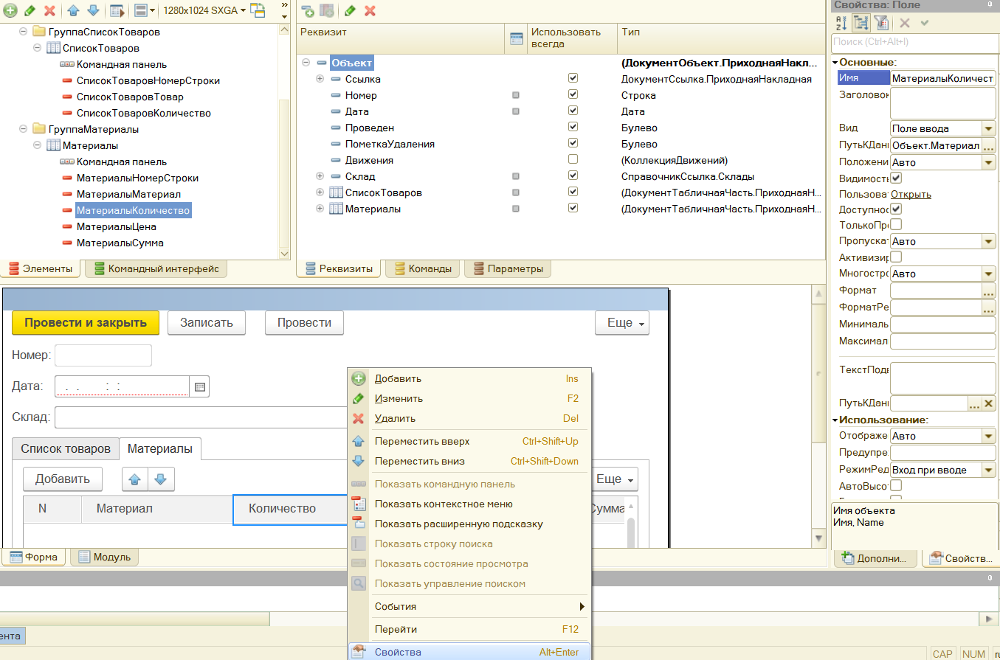 1280x1024 SXGA
»
ГруппаСписокТоваров
СписокТоваров
Командная панель
СписокТоваровНомерСтроки
СписокТоваровТовар
СписокТоваровКоличество
ГруппаМатериалы
Материалы
Командная панель
МатериалыНомерСтроки
МатериалыМатериал
МатериалыКоличество
МатериалыЦена
МатериалыСумма
Элементы
Командный интерфейс
Реквизит
Использовать
всегда
Тип
Объект (ДокументОбъект.ПриходнаяНакл...
Ссылка ДокументСсылка.ПриходнаяНакладная
Номер Строка
Дата Дата
Проведен Булево
ПометкаУдаления Булево
Движения (КоллекцияДвижений)
Склад СправочникСсылка.Склады
СписокТоваров (ДокументТабличнаяЧасть.ПриходнаяН...
Материалы (ДокументТабличнаяЧасть.ПриходнаяН...
Реквизиты
Команды
Параметры
Провести и закрыть
Записать
Провести
Еще
Номер:
Дата: . . : :
Склад:
Список товаров
Материалы
Добавить
Еще
N
Материал
Количество
Сумма
Форма
Модуль
Добавить Ins
Изменить F2
Удалить Del
Переместить вверх Ctrl+Shift+Up
Переместить вниз Ctrl+Shift+Down
Показать командную панель
Показать контекстное меню
Показать расширенную подсказку
Показать строку поиска
Показать состояние просмотра
Показать управление поиском
События
Перейти F12
Свойства Alt+Enter
Свойства: Поле
Поиск (Ctrl+Alt+I)
Основные:
Имя МатериалыКоличест
Заголовок
Вид Поле ввода
ПутьКДан Объект.Материал ...
Положени Авто
Видимость
Пользова Открыть
Доступнос
ТолькоПр
Пропуска Авто
Активизир
Многостро Авто
Формат ...
ФорматРе ...
Минималь
Максимал
ТекстПод
ПутьКДан ...
Использование:
Отображе Авто
Предупре
РежимРед Вход при вводе
АвтоВысо
Имя объекта
Имя, Name
Дополни...
Свойств...
ента
CAP
NUM